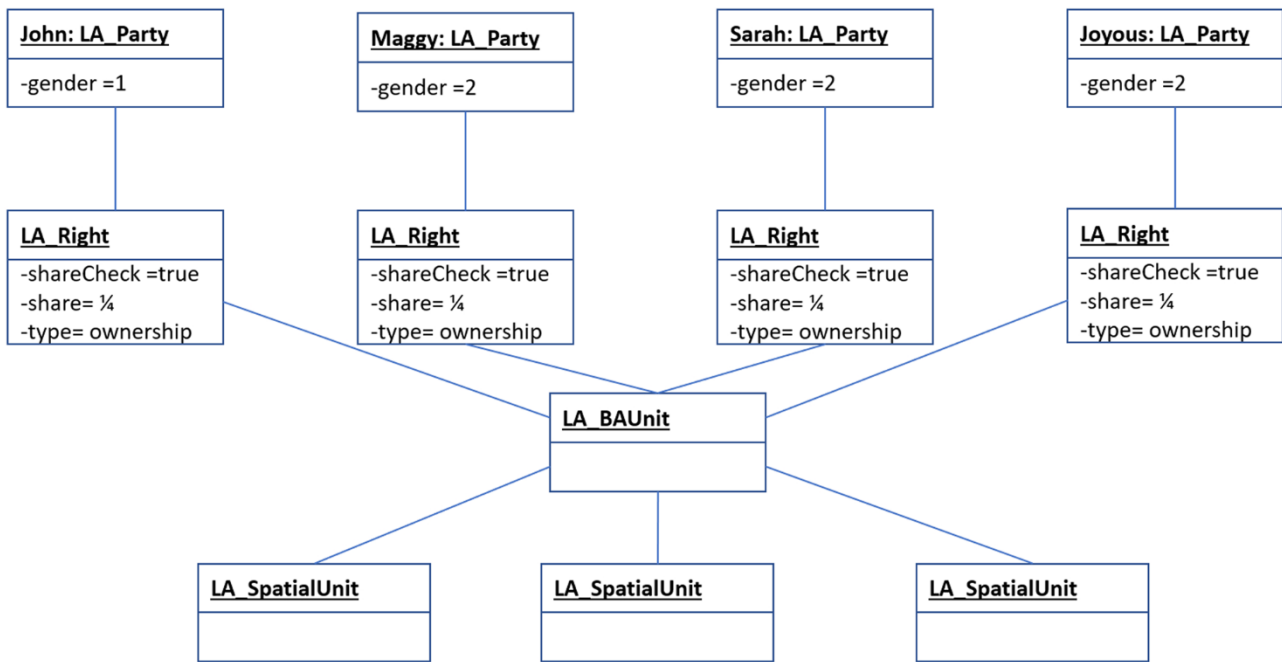 John: LA_Party
-gender =1
Maggy: LA_Party
-gender =2
Sarah: LA_Party
-gender =2
Joyous: LA_Party
-gender =2
LA_Right
-shareCheck =true
-share= ¼
-type= ownership
LA_Right
-shareCheck =true
-share= ¼
-type= ownership
LA_Right
-shareCheck =true
-share= ¼
-type= ownership
LA_Right
-shareCheck =true
-share= ¼
-type= ownership
LA_BAUnit
LA_SpatialUnit
LA_SpatialUnit
LA_SpatialUnit